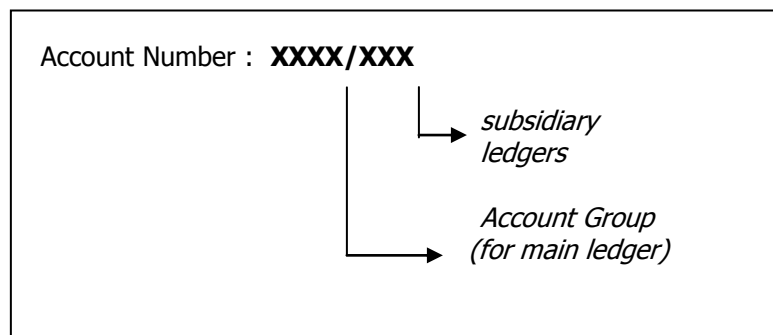 Account Number : XXXX/XXX
subsidiary
ledgers
Account Group
(for main ledger)